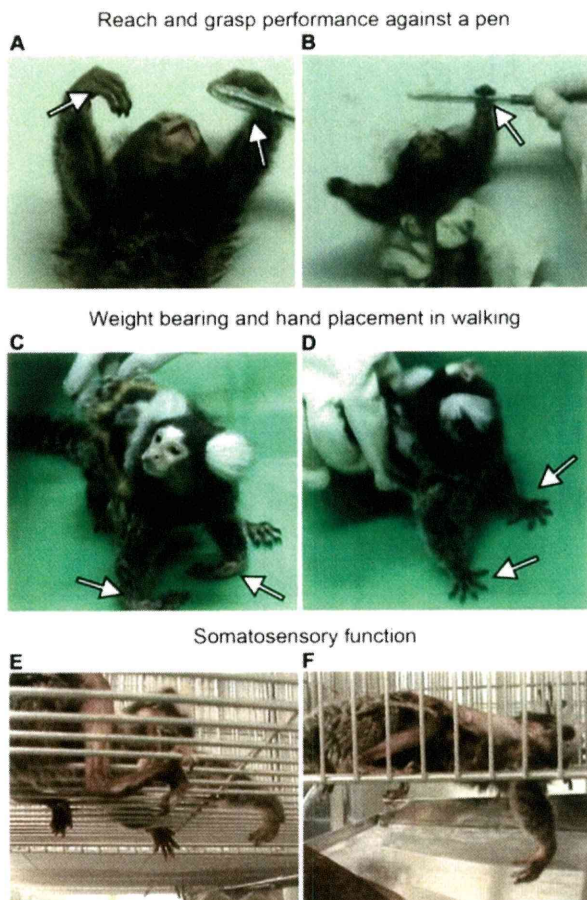 Reach and grasp performance against a pen
A B
Weight bearing and hand placement in walking
C D
Somatosensory function
E F